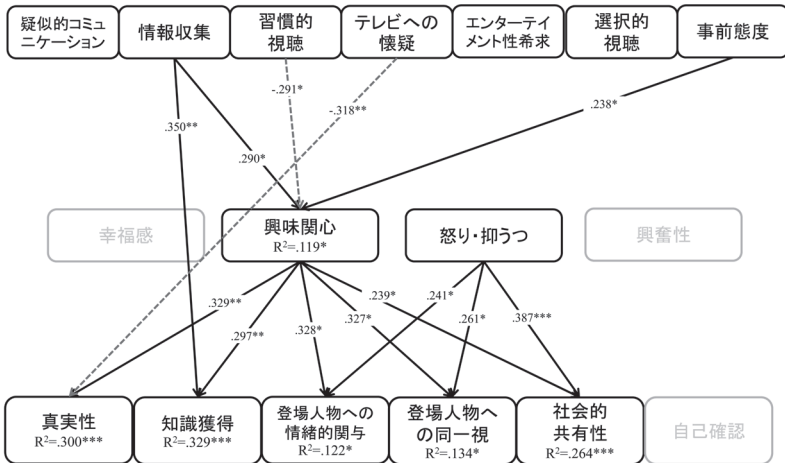 疑似的コミュ
ニケーション
情報収集
習慣的
視聴
テレビへの
懐疑
エンターテイ
メント性希求
選択的
視聴
事前態度
-.291*
-.318**
.238*
.350**
.290*
幸福感
興味関心
R²=.119*
怒り・抑うつ
興奮性
.329**
.297**
.328*
.327*
.239*
.241*
.261*
.387***
真実性
R²=.300***
知識獲得
R²=.329***
登場人物への
情緒的関与
R²=.122*
登場人物へ
の同一視
R²=.134*
社会的
共有性
R²=.264***
自己確認